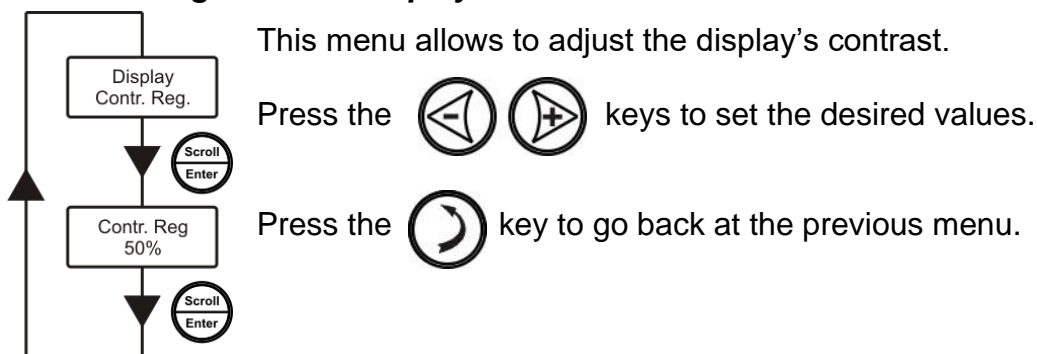 This menu allows to adjust the display’s contrast.
Display
Contr. Reg.
Press the - + keys to set the desired values.
Scroll
Enter
Contr. Reg
50%
Press the key to go back at the previous menu.
Scroll
Enter